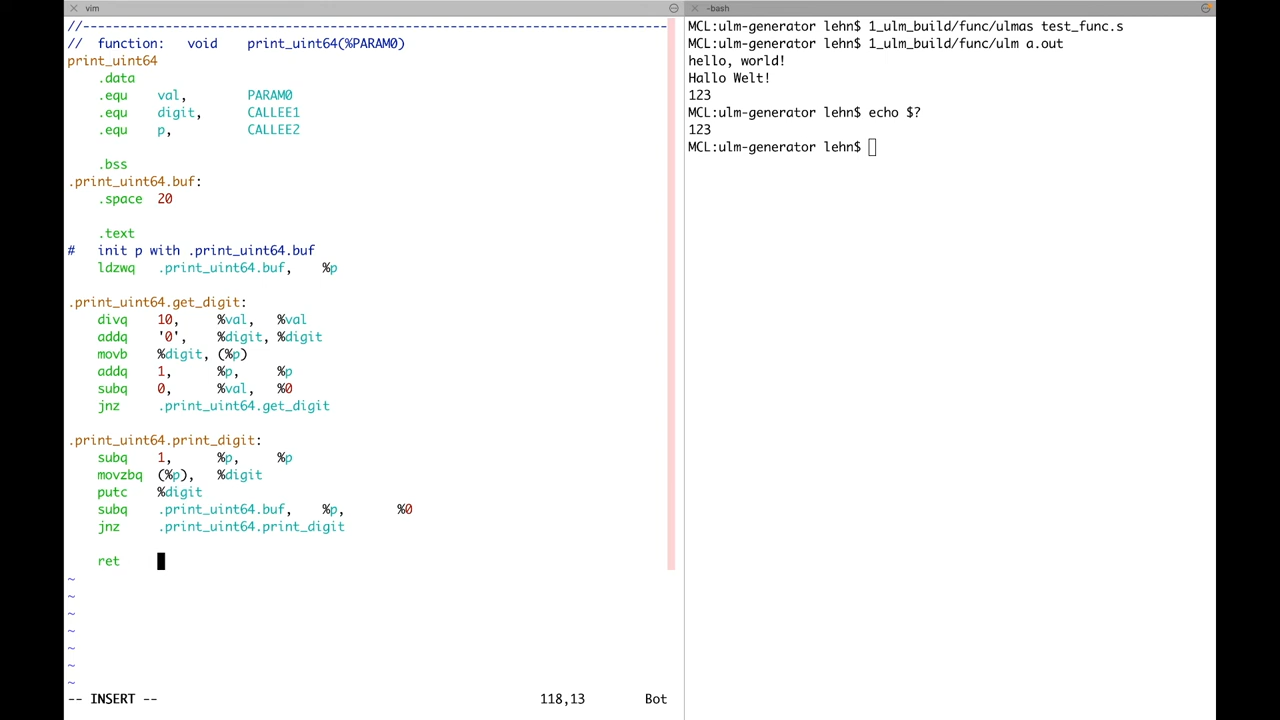 vim
//------------------------------------------------------------------------------
//  function:   void    print_uint64(%PARAM0)
print_uint64
    .data
    .equ    val,        PARAM0
    .equ    digit,      CALLEE1
    .equ    p,          CALLEE2
    .bss
.print_uint64.buf:
    .space  20
    .text
#   init p with .print_uint64.buf
    ldzwq   .print_uint64.buf,    %p
.print_uint64.get_digit:
    divq    10,     %val,   %val
    addq    '0',    %digit, %digit
    movb    %digit, (%p)
    addq    1,      %p,     %p
    subq    0,      %val,   %0
    jnz     .print_uint64.get_digit
.print_uint64.print_digit:
    subq    1,      %p,     %p
    movzbq  (%p),   %digit
    putc    %digit
    subq    .print_uint64.buf,    %p,       %0
    jnz     .print_uint64.print_digit
    ret
~
~
~
~
~
~
~
-- INSERT --                                                   118,13          Bot
-bash
MCL:ulm-generator lehn$ 1_ulm_build/func/ulmas test_func.s
MCL:ulm-generator lehn$ 1_ulm_build/func/ulm a.out
hello, world!
Hallo Welt!
123
MCL:ulm-generator lehn$ echo $?
123
MCL:ulm-generator lehn$